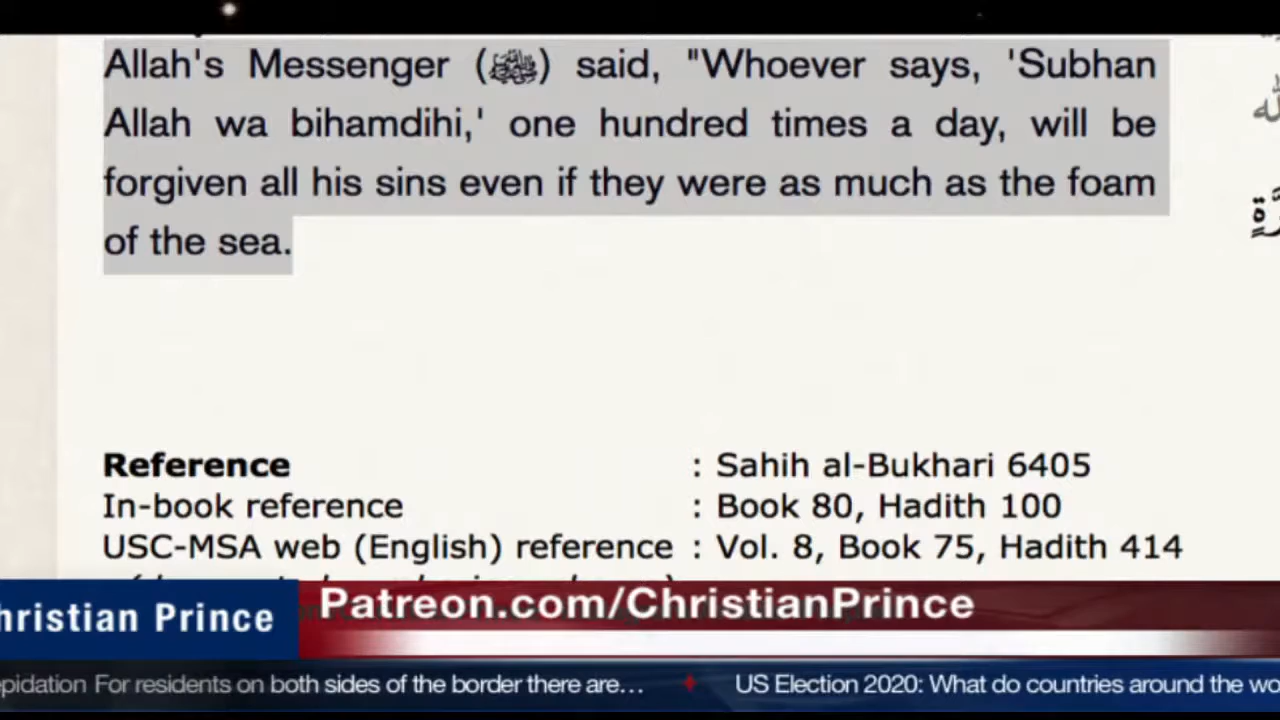 Allah's Messenger (ﷺ) said, "Whoever says, 'Subhan
Allah wa bihamdihi,' one hundred times a day, will be
forgiven all his sins even if they were as much as the foam
of the sea.
Reference : Sahih al-Bukhari 6405
In-book reference : Book 80, Hadith 100
USC-MSA web (English) reference : Vol. 8, Book 75, Hadith 414
hristian Prince
Patreon.com/ChristianPrince
epidation For residents on both sides of the border there are... US Election 2020: What do countries around the wo